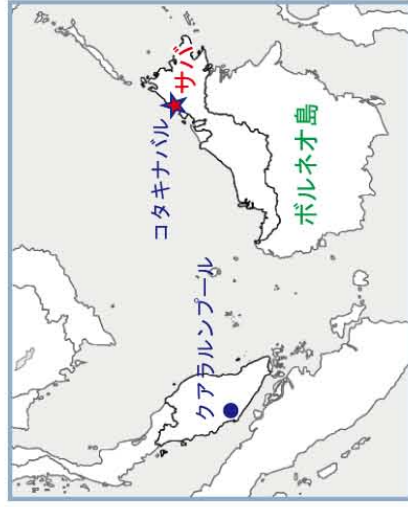 コタキナバル
サバ
クアラルンプール
ボルネオ島